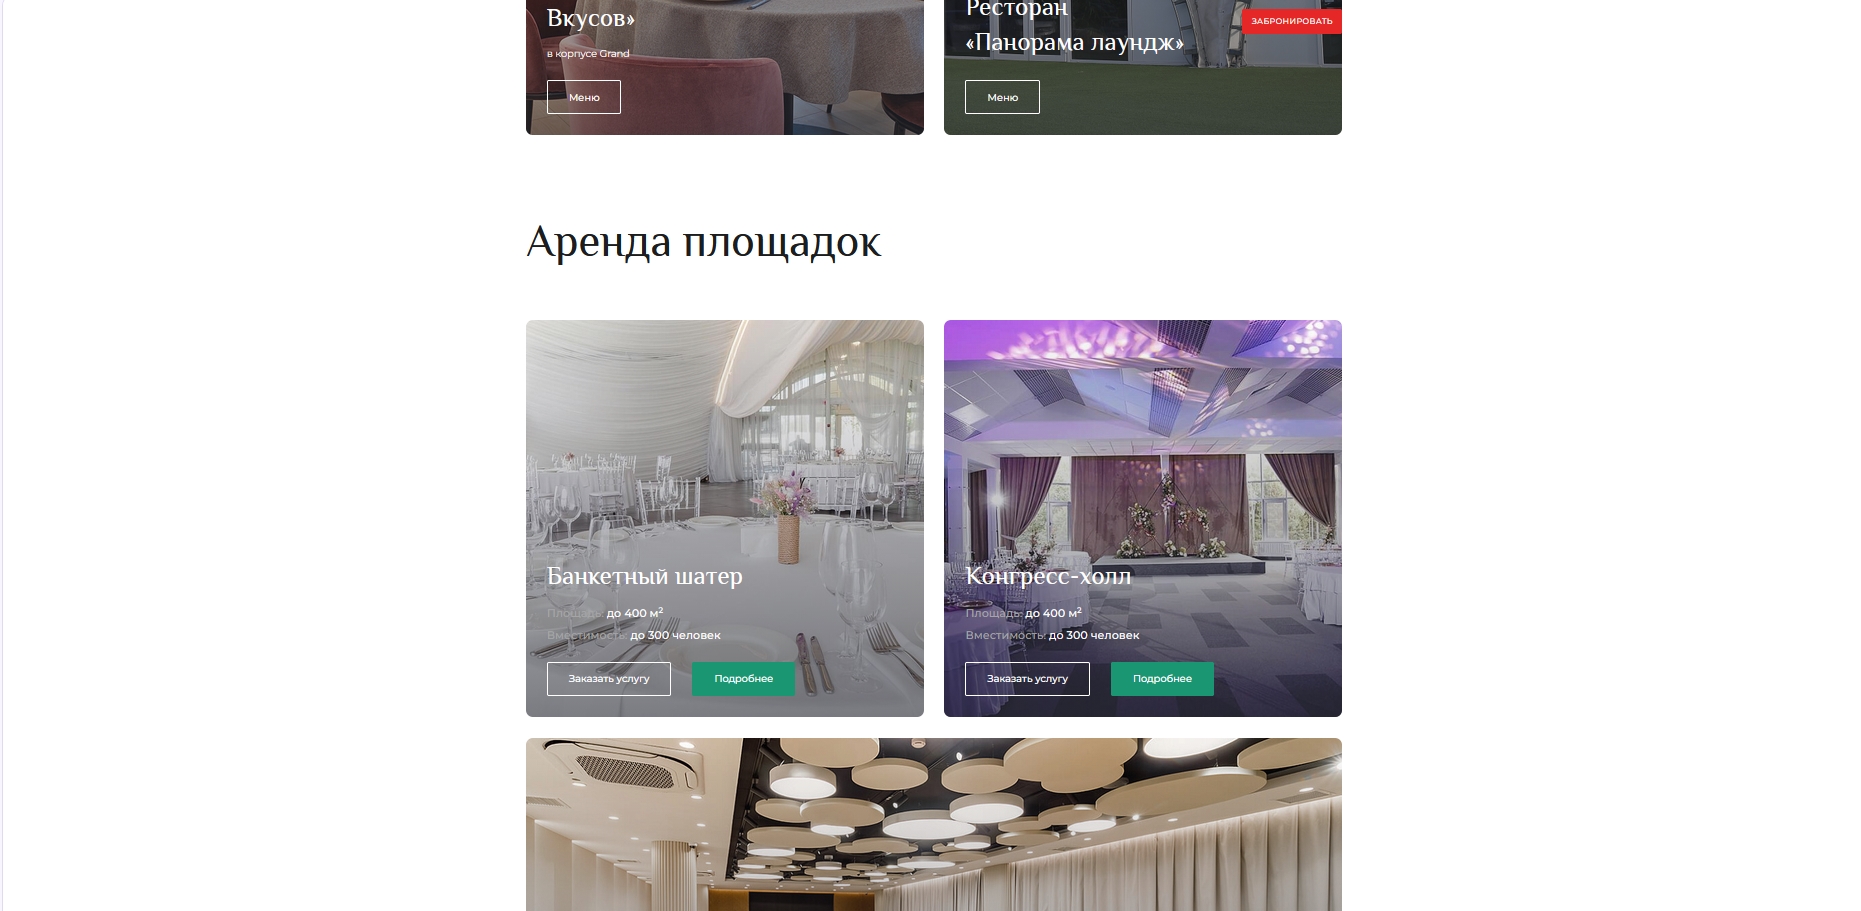 Вкусов»
в корпусе Grand
Меню
Ресторан
«Панорама лаундж»
ЗАБРОНИРОВАТЬ
Меню
Аренда площадок
Банкетный шатер
Площадь: до 400 м²
Вместимость: до 300 человек
Заказать услугу
Подробнее
Конгресс-холл
Площадь: до 400 м²
Вместимость: до 300 человек
Заказать услугу
Подробнее